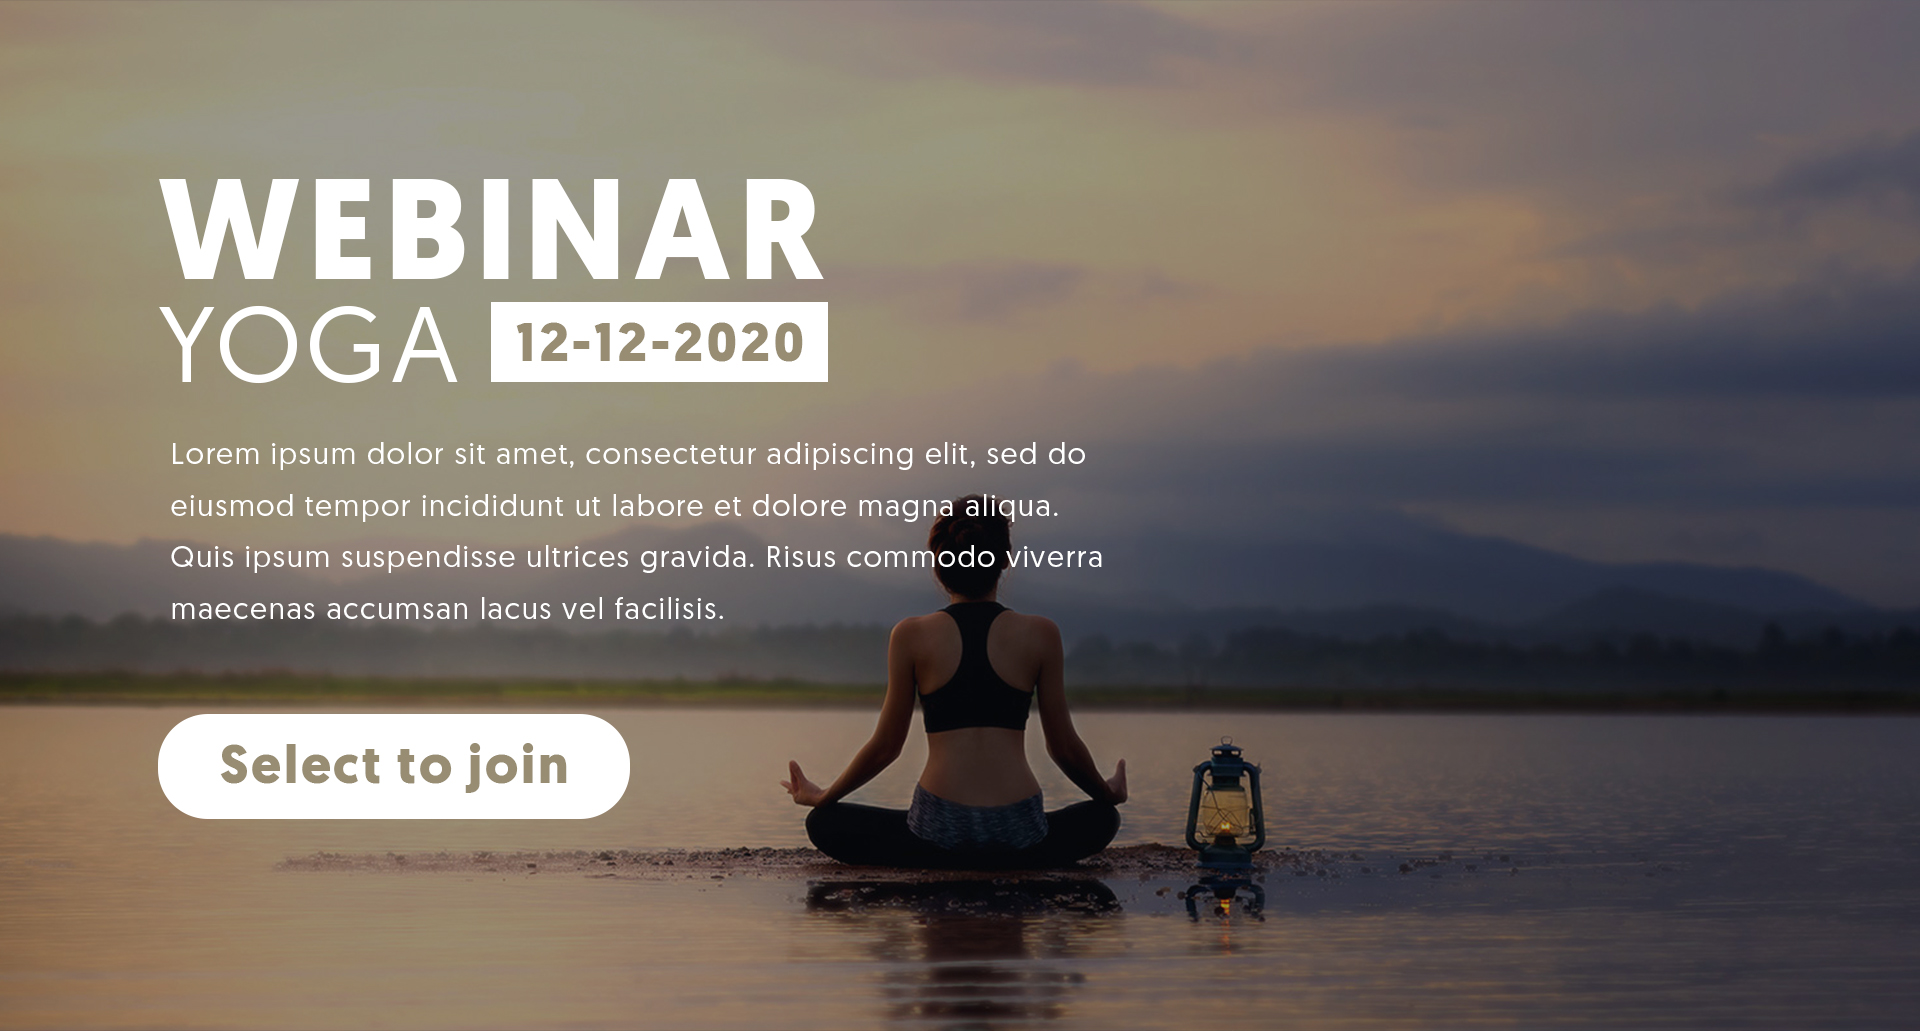 WEBINAR
YOGA 12-12-2020
Lorem ipsum dolor sit amet, consectetur adipiscing elit, sed do
eiusmod tempor incididunt ut labore et dolore magna aliqua.
Quis ipsum suspendisse ultrices gravida. Risus commodo viverra
maecenas accumsan lacus vel facilisis.
Select to join